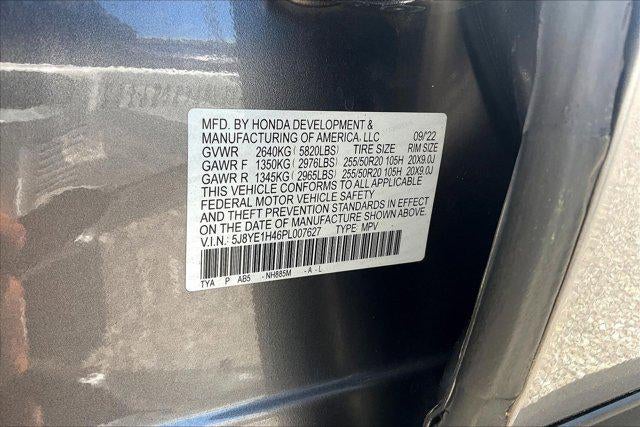 MFD. BY HONDA DEVELOPMENT &
MANUFACTURING OF AMERICA, LLC 09/'22
GVWR 2640KG (5820LBS) TIRE SIZE RIM SIZE
GAWR F 1350KG (2976LBS) 255/50R20 105H 20X9.0J
GAWR R 1345KG (2965LBS) 255/50R20 105H 20X9.0J
THIS VEHICLE CONFORMS TO ALL APPLICABLE
FEDERAL MOTOR VEHICLE SAFETY
AND THEFT PREVENTION STANDARDS IN EFFECT
ON THE DATE OF MANUFACTURE SHOWN ABOVE.
V.I.N.: 5J8YE1H46PL007627 TYPE: MPV
TYA P AB5 -NH885M -A-L